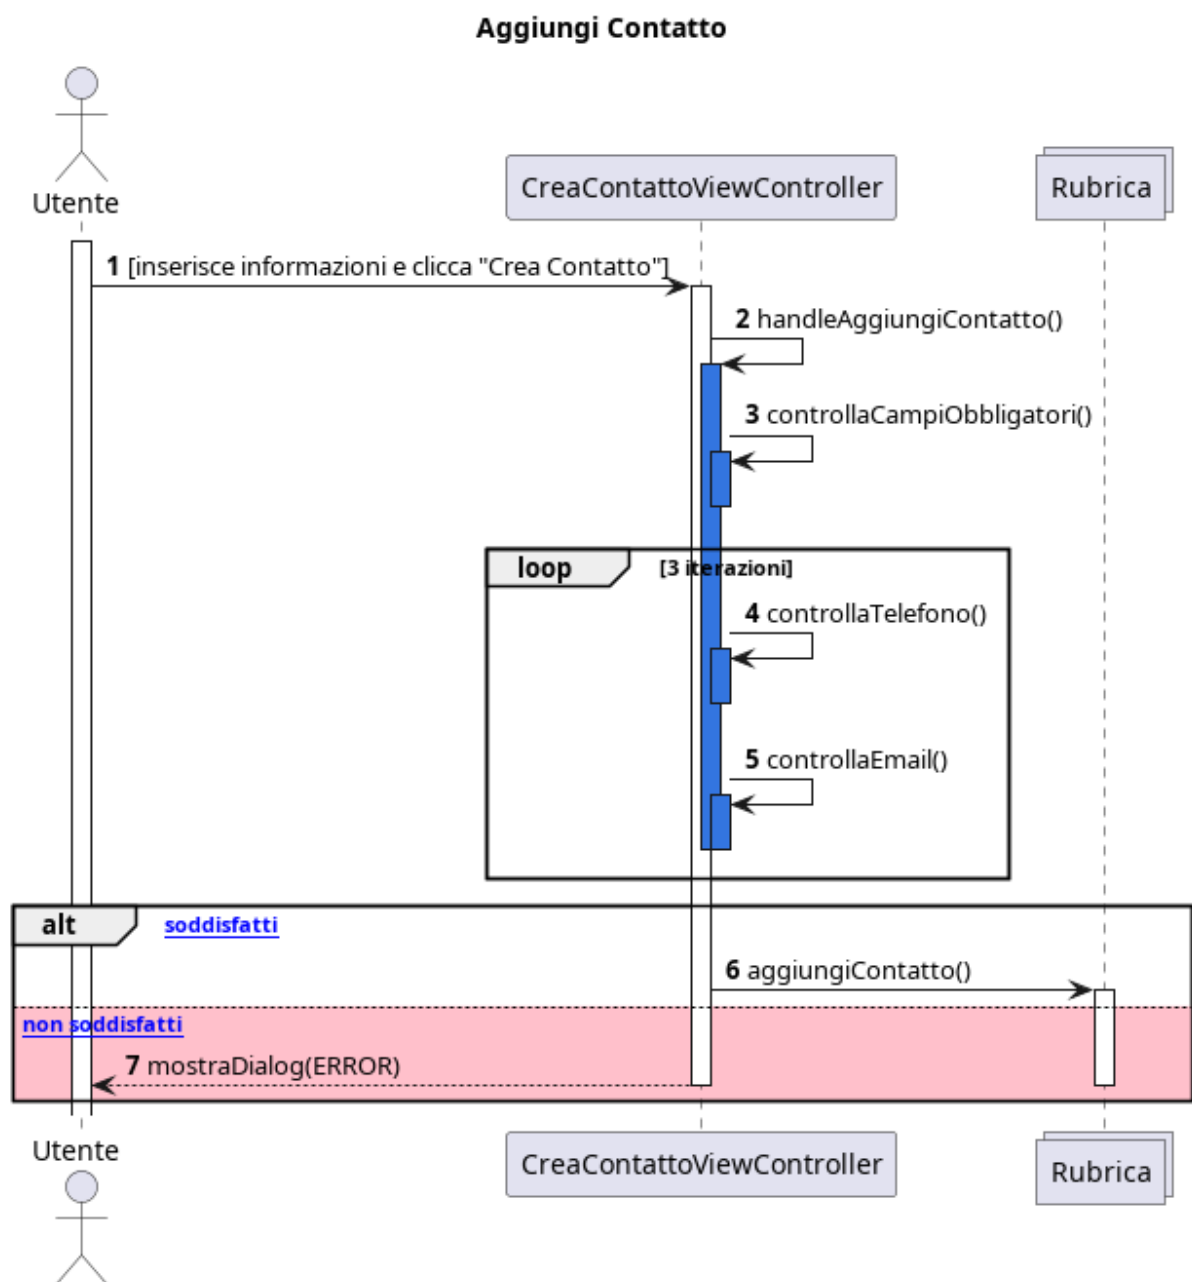 Aggiungi Contatto
Utente
CreaContattoViewController
Rubrica
1 [inserisce informazioni e clicca "Crea Contatto"]
2 handleAggiungiContatto()
3 controllaCampiObbligatori()
loop [3 iterazioni]
4 controllaTelefono()
5 controllaEmail()
alt soddisfatti
6 aggiungiContatto()
non soddisfatti
7 mostraDialog(ERROR)
Utente
CreaContattoViewController
Rubrica